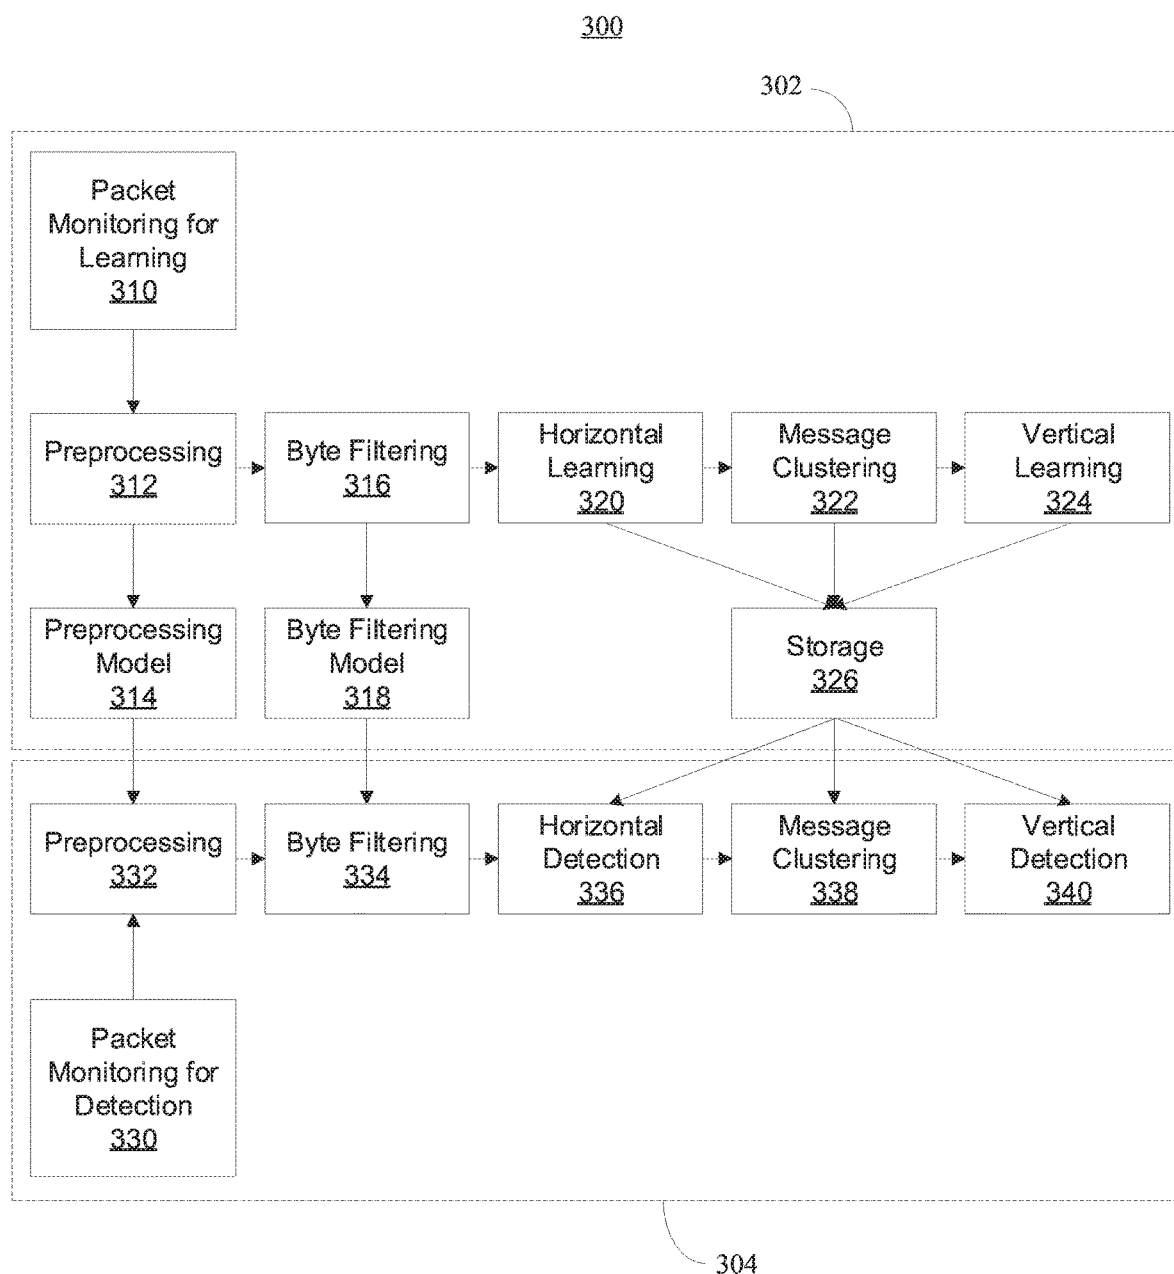 300
302
Packet
Monitoring for
Learning
310
Preprocessing
312
Byte Filtering
316
Horizontal
Learning
320
Message
Clustering
322
Vertical
Learning
324
Preprocessing
Model
314
Byte Filtering
Model
318
Storage
326
Preprocessing
332
Byte Filtering
334
Horizontal
Detection
336
Message
Clustering
338
Vertical
Detection
340
Packet
Monitoring for
Detection
330
304